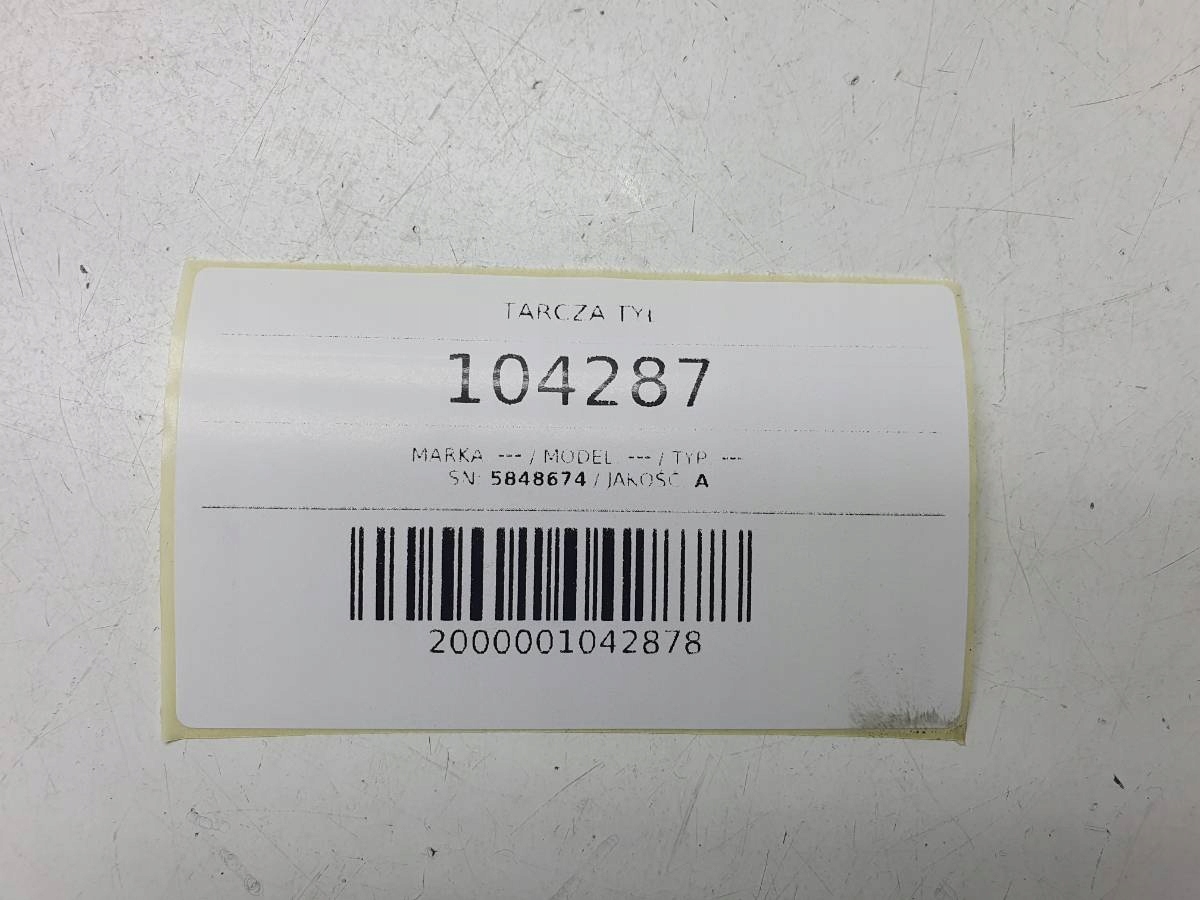 TARCZA TYŁ
104287
MARKA: --- / MODEL: --- / TYP: ---
SN: 5848674 / JAKOŚĆ: A
2000001042878